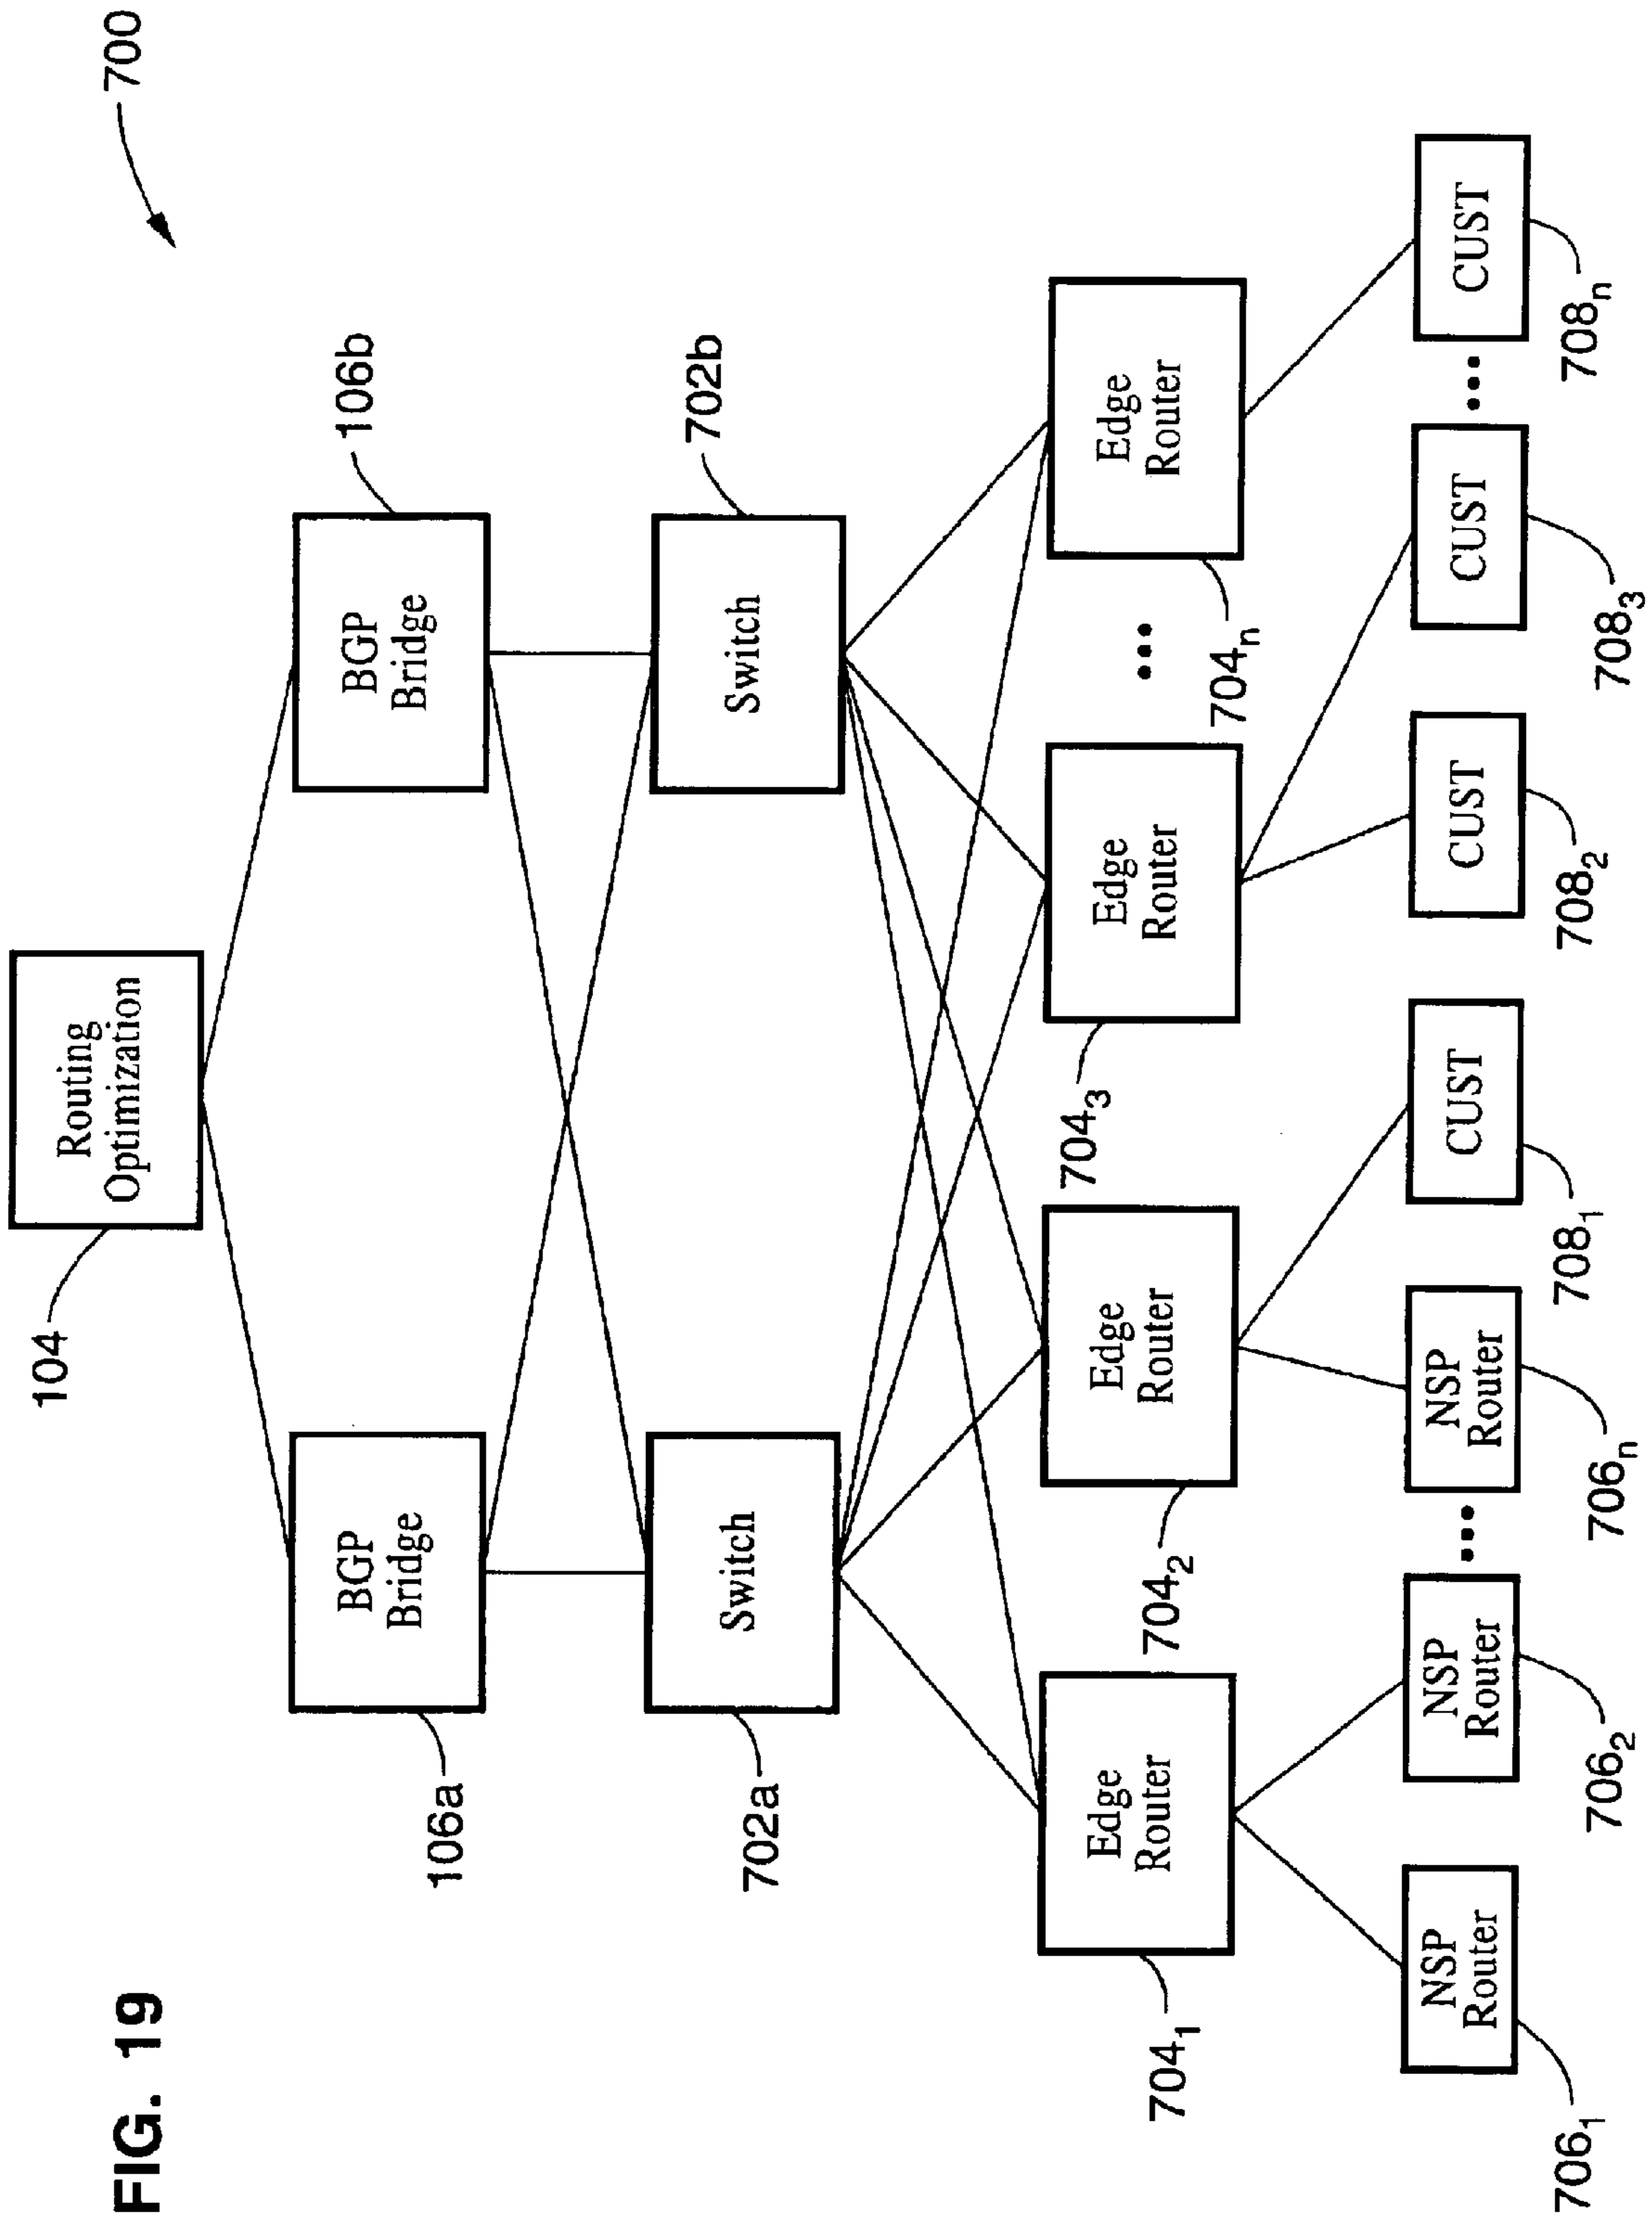 FIG. 19
700
104
Routing
Optimization
106a
BGP
Bridge
BGP
Bridge
106b
702a
Switch
Switch
702b
704₁
Edge
Router
704₂
Edge
Router
704₃
Edge
Router
...
704ₙ
Edge
Router
NSP
Router
NSP
Router
...
NSP
Router
CUST
CUST
CUST
...
CUST
706₁
706₂
706ₙ
708₁
708₂
708₃
708ₙ